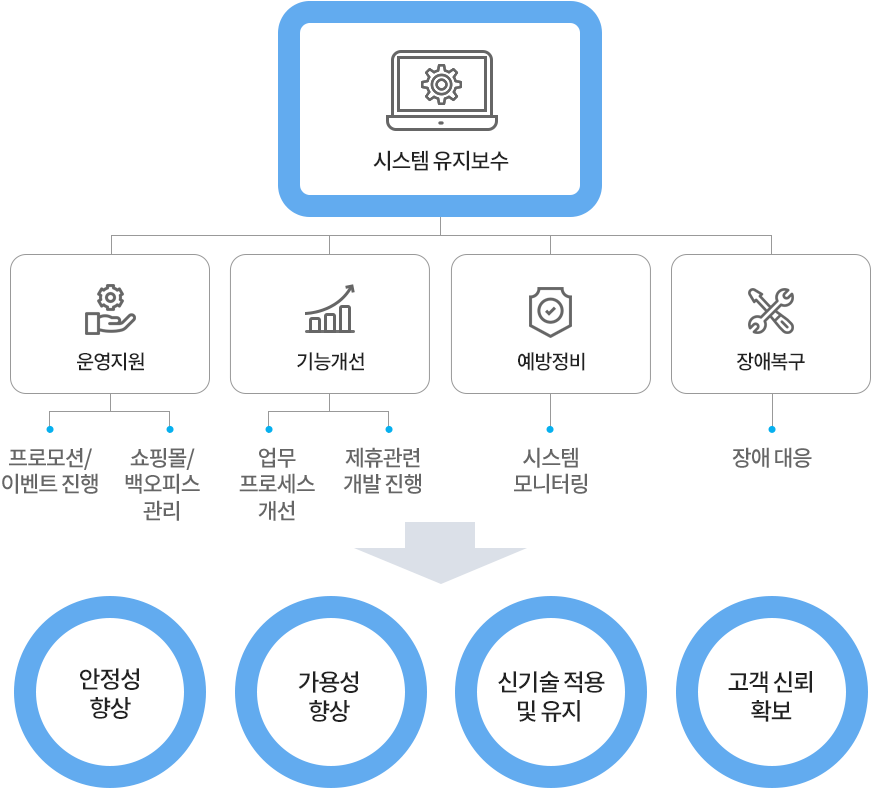 시스템 유지보수
운영지원
기능개선
예방정비
장애복구
프로모션/
이벤트 진행
쇼핑몰/
백오피스
관리
업무
프로세스
개선
제휴관련
개발 진행
시스템
모니터링
장애 대응
안정성
향상
가용성
향상
신기술 적용
및 유지
고객 신뢰
확보